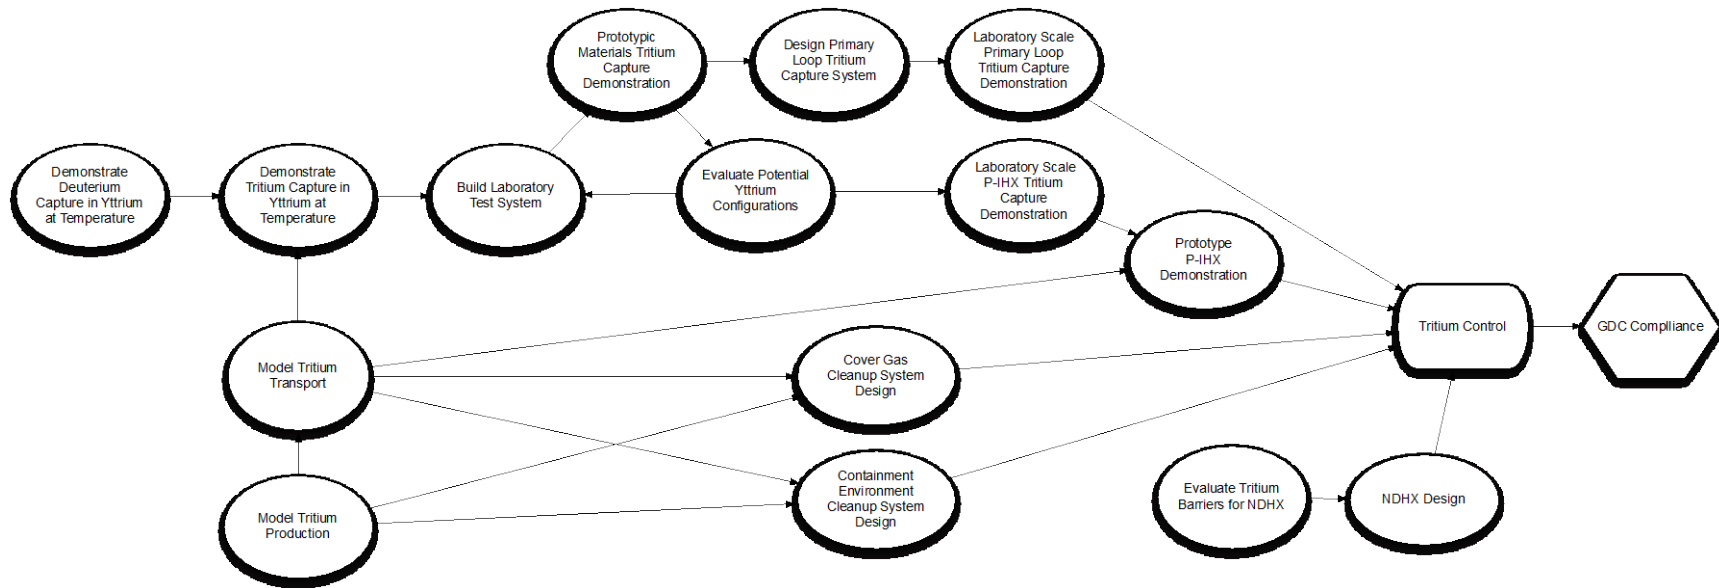 Prototypic
Materials Tritium
Capture
Demonstration
Design Primary
Loop Tritium
Capture System
Laboratory Scale
Primary Loop
Tritium Capture
Demonstration
Demonstrate
Deuterium
Capture in Yttrium
at Temperature
Demonstrate
Tritium Capture in
Yttrium at
Temperature
Build Laboratory
Test System
Evaluate Potential
Yttrium
Configurations
Laboratory Scale
P-IHX Tritium
Capture
Demonstration
Prototype
P-IHX
Demonstration
Tritium Control
GDC Complliance
Model Tritium
Transport
Cover Gas
Cleanup System
Design
Model Tritium
Production
Containment
Environment
Cleanup System
Design
Evaluate Tritium
Barriers for NDHX
NDHX Design